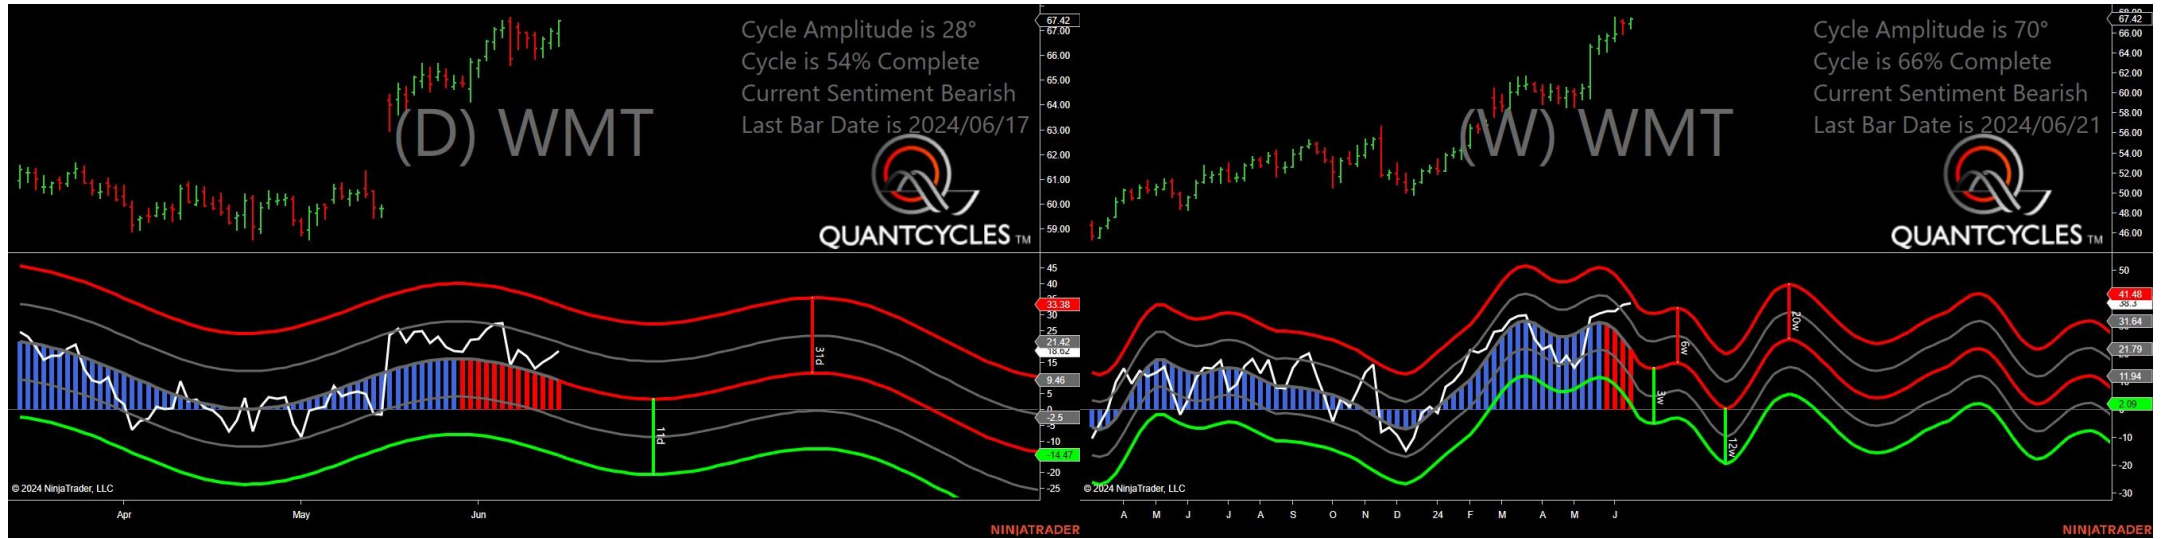 Cycle Amplitude is 28°
Cycle is 54% Complete
Current Sentiment Bearish
Last Bar Date is 2024/06/17
(D) WMT
QUANTCYCLES TM
67.42
67.00
66.00
65.00
64.00
63.00
62.00
61.00
60.00
59.00
45
40
33.38
30
25
21.42
18.62
15
9.46
5
0
-2.5
-5
-10
-14.47
-20
-25
31d
11d
© 2024 NinjaTrader, LLC
Apr May Jun
NINJATRADER
Cycle Amplitude is 70°
Cycle is 66% Complete
Current Sentiment Bearish
Last Bar Date is 2024/06/21
(W) WMT
QUANTCYCLES TM
68.00
67.42
66.00
64.00
62.00
60.00
58.00
56.00
54.00
52.00
50.00
48.00
46.00
50
41.48
38.3
31.64
21.79
11.94
2.09
-10
-20
-30
6w
20w
3w
12w
© 2024 NinjaTrader, LLC
A M J J A S O N D 24 F M A M J
NINJATRADER